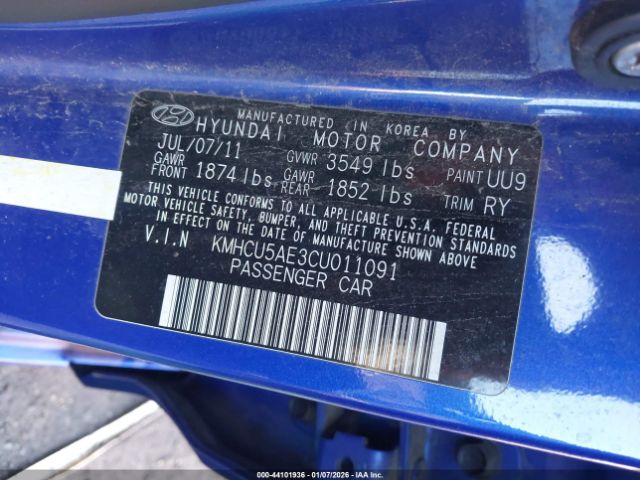 MANUFACTURED IN KOREA BY
HYUNDAI MOTOR COMPANY
JUL/07/11 GVWR 3549 lbs PAINT UU9
GAWR FRONT 1874 lbs GAWR REAR 1852 lbs TRIM RY
THIS VEHICLE CONFORMS TO ALL APPLICABLE U.S.A. FEDERAL
MOTOR VEHICLE SAFETY, BUMPER, AND THEFT PREVENTION STANDARDS
IN EFFECT ON THE DATE OF MANUFACTURE SHOWN ABOVE
V.I.N KMHCU5AE3CU011091
PASSENGER CAR
000-44101936 - 01/07/2026 - IAA Inc.